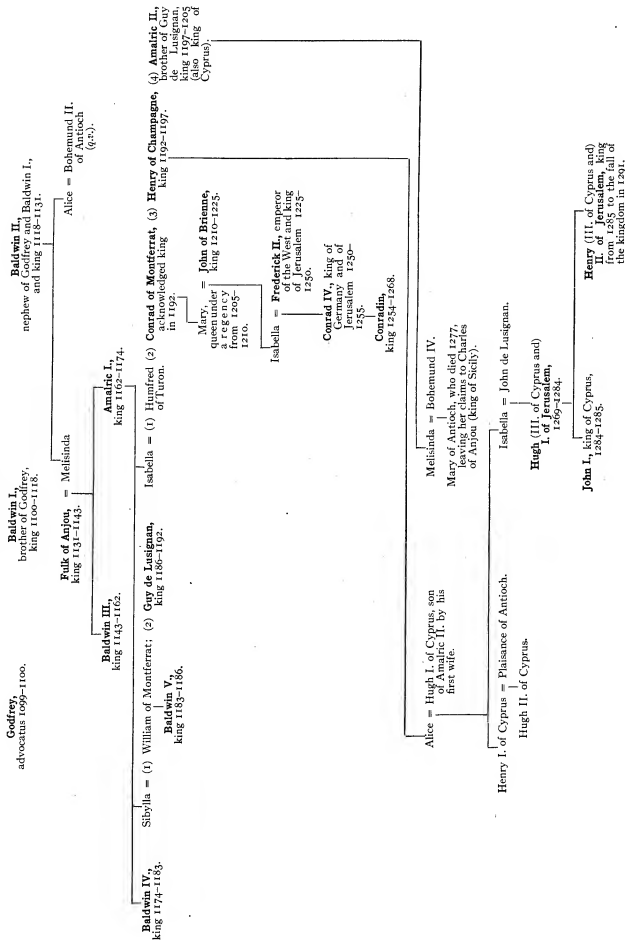 Godfrey,
advocatus 1099–1100.
Baldwin I.,
brother of Godfrey,
king 1100–1118.
Baldwin II.,
nephew of Godfrey and Baldwin I.,
and king 1118–1131.
Fulk of Anjou, = Melisinda
king 1131–1143.
Alice = Bohemund II.
of Antioch
(q.v.).
Baldwin III.,
king 1143–1162.
Amalric I.,
king 1162–1174.
Baldwin IV.,
king 1174–1183.
Sibylla = (1) William of Montferrat; (2) Guy de Lusignan,
king 1186–1192.
Baldwin V.,
king 1183–1186.
Isabella = (1) Humfred (2) Conrad of Montferrat, (3) Henry of Champagne, (4) Amalric II.,
of Turon.
acknowledged king
in 1192.
king 1192–1197.
brother of Guy
de Lusignan,
king 1197–1205
(also king of
Cyprus).
Mary, = John of Brienne,
queen under
a regency
from 1205–
1210.
king 1210–1225.
Isabella = Frederick II., emperor
of the West and king
of Jerusalem 1225–
1250.
Conrad IV., king of
Germany and of
Jerusalem 1250–
1255.
Conradin,
king 1254–1268.
Alice = Hugh I. of Cyprus, son
of Amalric II. by his
first wife.
Melisinda = Bohemund IV.
Mary of Antioch, who died 1277,
leaving her claims to Charles
of Anjou (king of Sicily).
Henry I. of Cyprus = Plaisance of Antioch.
Hugh II. of Cyprus.
Isabella = John de Lusignan.
Hugh (III. of Cyprus and)
I. of Jerusalem,
1269–1284.
John I., king of Cyprus,
1284–1285.
Henry (II. of Cyprus and)
II. of Jerusalem, king
from 1285 to the fall of
the kingdom in 1291.